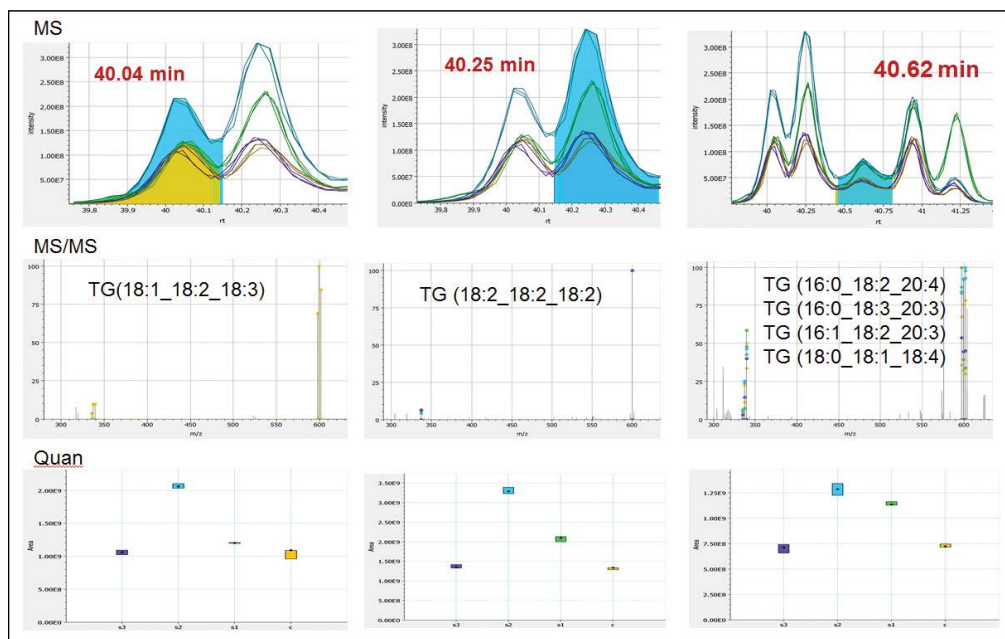 MS
40.04 min
40.25 min
40.62 min
intensity
3.00E8
2.50E8
2.00E8
1.50E8
1.00E8
5.00E7
39.8 39.9 40 40.1 40.2 40.3 40.4
rt
intensity
3.00E8
2.50E8
2.00E8
1.50E8
1.00E8
5.00E7
0.00E0
39.8 39.9 40 40.1 40.2 40.3 40.4
rt
intensity
3.00E8
2.50E8
2.00E8
1.50E8
1.00E8
5.00E7
40 40.25 40.5 40.75 41 41.25
rt
MS/MS
TG(18:1_18:2_18:3)
100
75
50
25
0
300 350 400 450 500 550 600
m/z
TG (18:2_18:2_18:2)
100
75
50
25
0
300 350 400 450 500 550 600
m/z
TG (16:0_18:2_20:4)
TG (16:0_18:3_20:3)
TG (16:1_18:2_20:3)
TG (18:0_18:1_18:4)
100
75
50
25
0
300 350 400 450 500 550 600
m/z
Quan
Area
2.00E9
1.50E9
1.00E9
5.00E8
0.00E0
s3 s2 s1 c
Area
3.50E9
3.00E9
2.50E9
2.00E9
1.50E9
1.00E9
5.00E8
0.00E0
s3 s2 s1 c
Area
1.25E9
1.00E9
7.50E8
5.00E8
2.50E8
0.00E0
s3 s2 s1 c